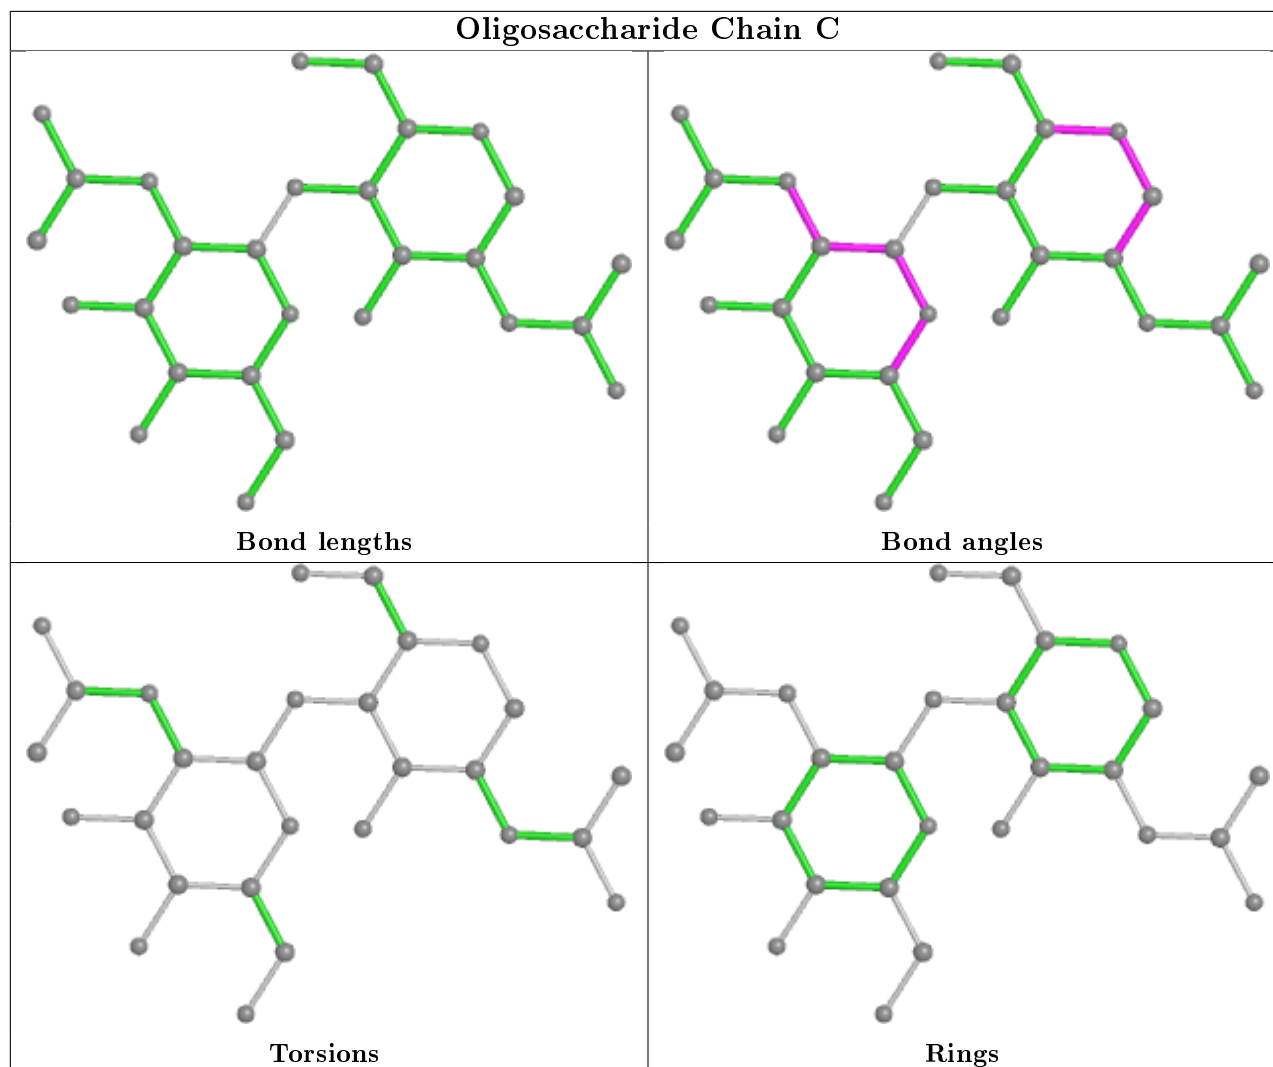 Oligosaccharide Chain C
Bond lengths
Bond angles
Torsions
Rings